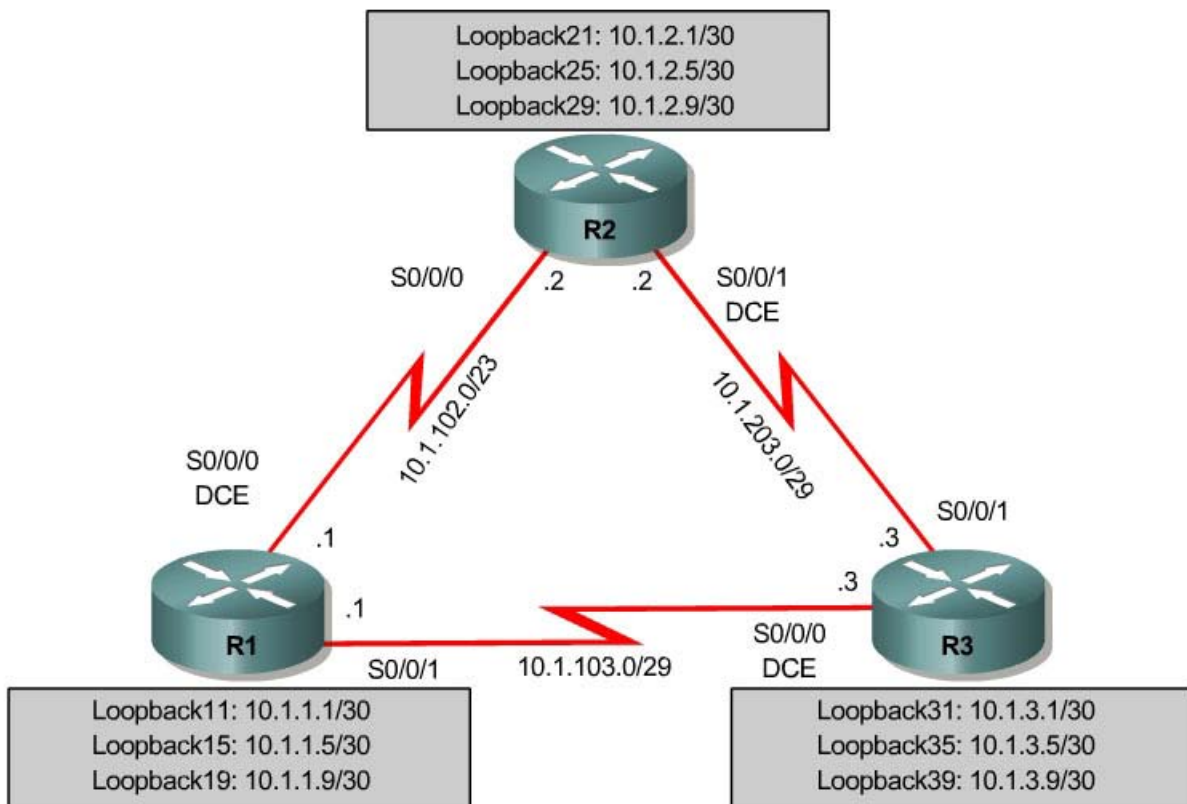 Loopback21: 10.1.2.1/30
Loopback25: 10.1.2.5/30
Loopback29: 10.1.2.9/30
R2
S0/0/0
.2
.2
S0/0/1
DCE
10.1.102.0/23
10.1.203.0/29
S0/0/0
DCE
.1
S0/0/1
.3
.1
.3
R1
S0/0/1
10.1.103.0/29
S0/0/0
DCE
R3
Loopback11: 10.1.1.1/30
Loopback15: 10.1.1.5/30
Loopback19: 10.1.1.9/30
Loopback31: 10.1.3.1/30
Loopback35: 10.1.3.5/30
Loopback39: 10.1.3.9/30